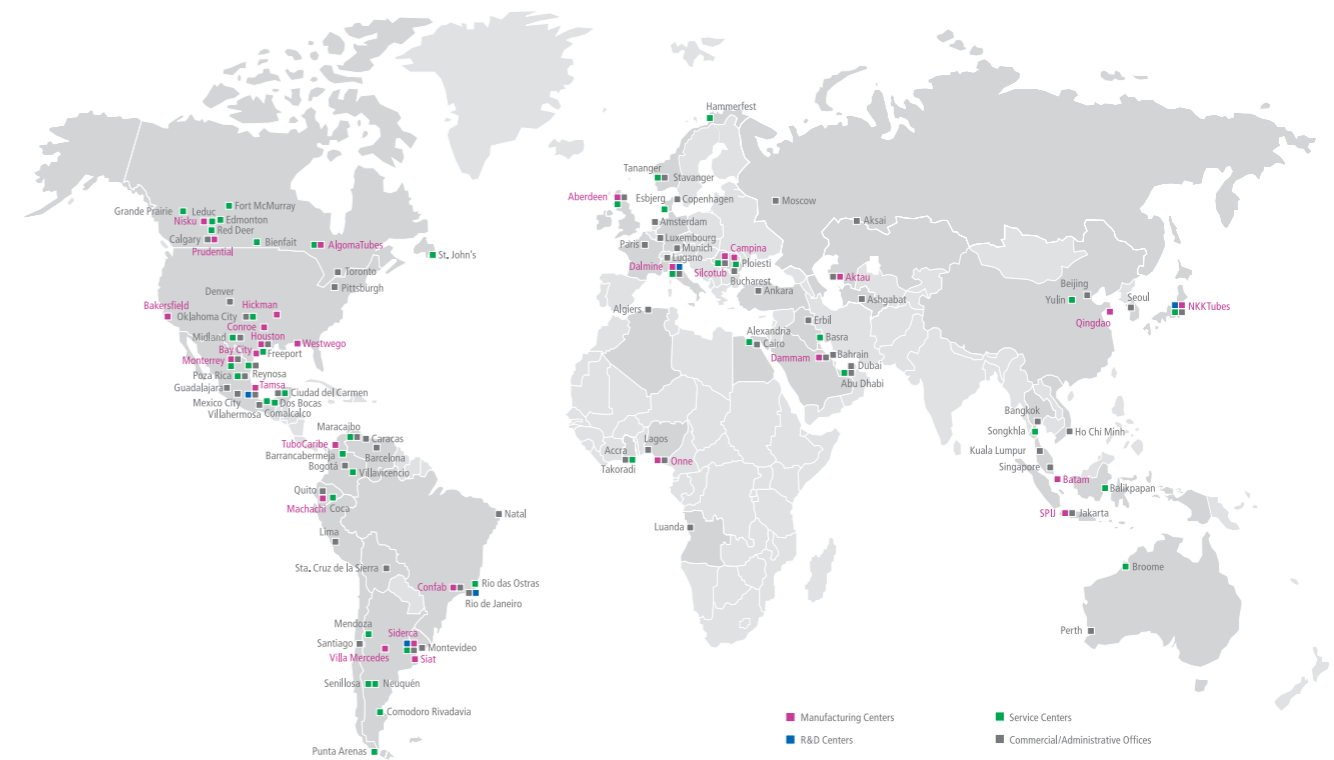 Hammerfest
Tananger
Stavanger
Aberdeen
Esbjerg
Copenhagen
Moscow
Amsterdam
Aksai
Grande Prairie
Leduc
Fort McMurray
Nisku
Edmonton
Red Deer
Calgary
Bienfait
AlgomaTubes
Prudential
St. John's
Paris
Luxembourg
Munich
Campina
Lugano
Dalmine
Silcotub
Ploiesti
Bucharest
Aktau
Toronto
Pittsburgh
Denver
Ankara
Ashgabat
Beijing
Yulin
Seoul
NKKTubes
Qingdao
Bakersfield
Hickman
Oklahoma City
Conroe
Algiers
Erbil
Midland
Houston
Westwego
Alexandria
Cairo
Basra
Bay City
Freeport
Monterrey
Dammam
Bahrain
Dubai
Abu Dhabi
Poza Rica
Reynosa
Guadalajara
Tamsa
Ciudad del Carmen
Mexico City
Dos Bocas
Villahermosa
Comalcalco
Bangkok
Songkhla
Ho Chi Minh
Maracaibo
Caracas
TuboCaribe
Barrancabermeja
Barcelona
Bogotá
Villavicencio
Lagos
Accra
Onne
Takoradi
Kuala Lumpur
Singapore
Batam
Balikpapan
Quito
Machachi
Coca
Natal
SPIJ
Jakarta
Lima
Luanda
Sta. Cruz de la Sierra
Confab
Rio das Ostras
Rio de Janeiro
Broome
Mendoza
Siderca
Santiago
Montevideo
Villa Mercedes
Siat
Perth
Senillosa
Neuquén
Comodoro Rivadavia
Punta Arenas
Manufacturing Centers
Service Centers
R&D Centers
Commercial/Administrative Offices